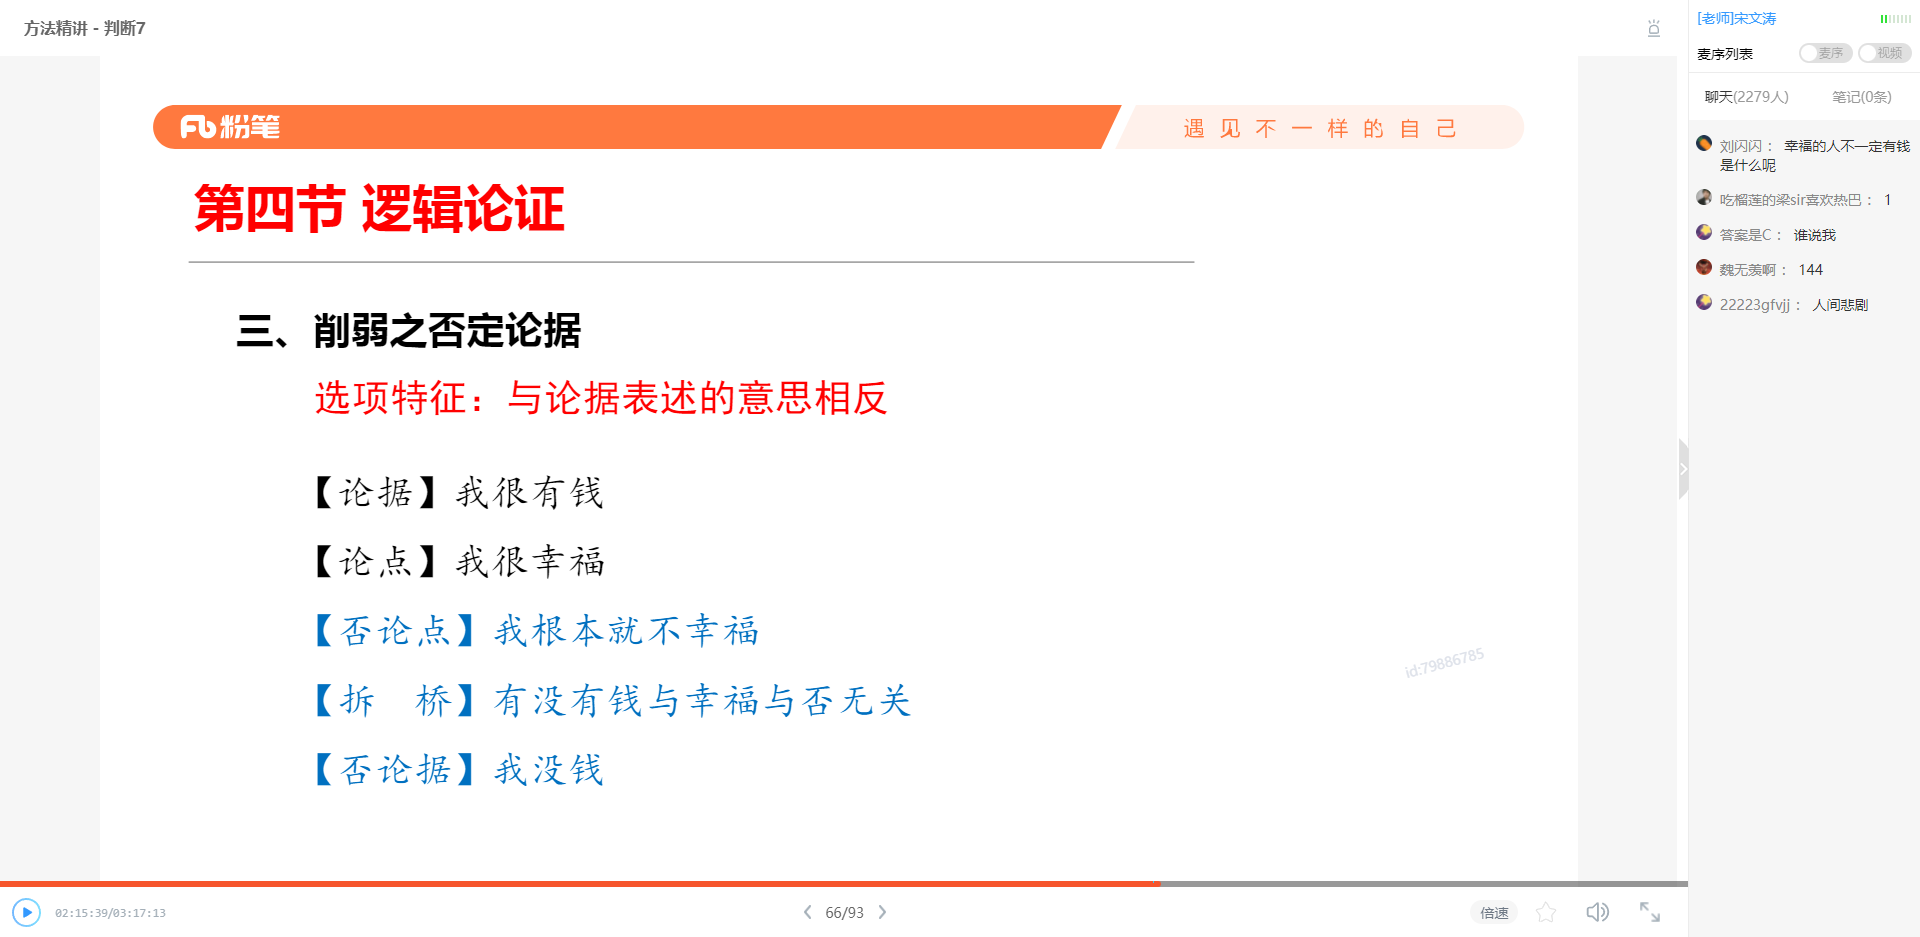 方法精讲 - 判断7
粉笔
遇见不一样的自己
第四节 逻辑论证
三、削弱之否定论据
选项特征：与论据表述的意思相反
【论据】我很有钱
【论点】我很幸福
【否论点】我根本就不幸福
【拆　桥】有没有钱与幸福与否无关
【否论据】我没钱
id:79886785
02:15:39/03:17:13
66/93
倍速
[老师]宋文涛
麦序列表
麦序
视频
聊天(2279人)
笔记(0条)
刘闪闪： 幸福的人不一定有钱
是什么呢
吃榴莲的梁sir喜欢热巴： 1
答案是C： 谁说我
魏无羡啊： 144
22223gfvjj： 人间悲剧